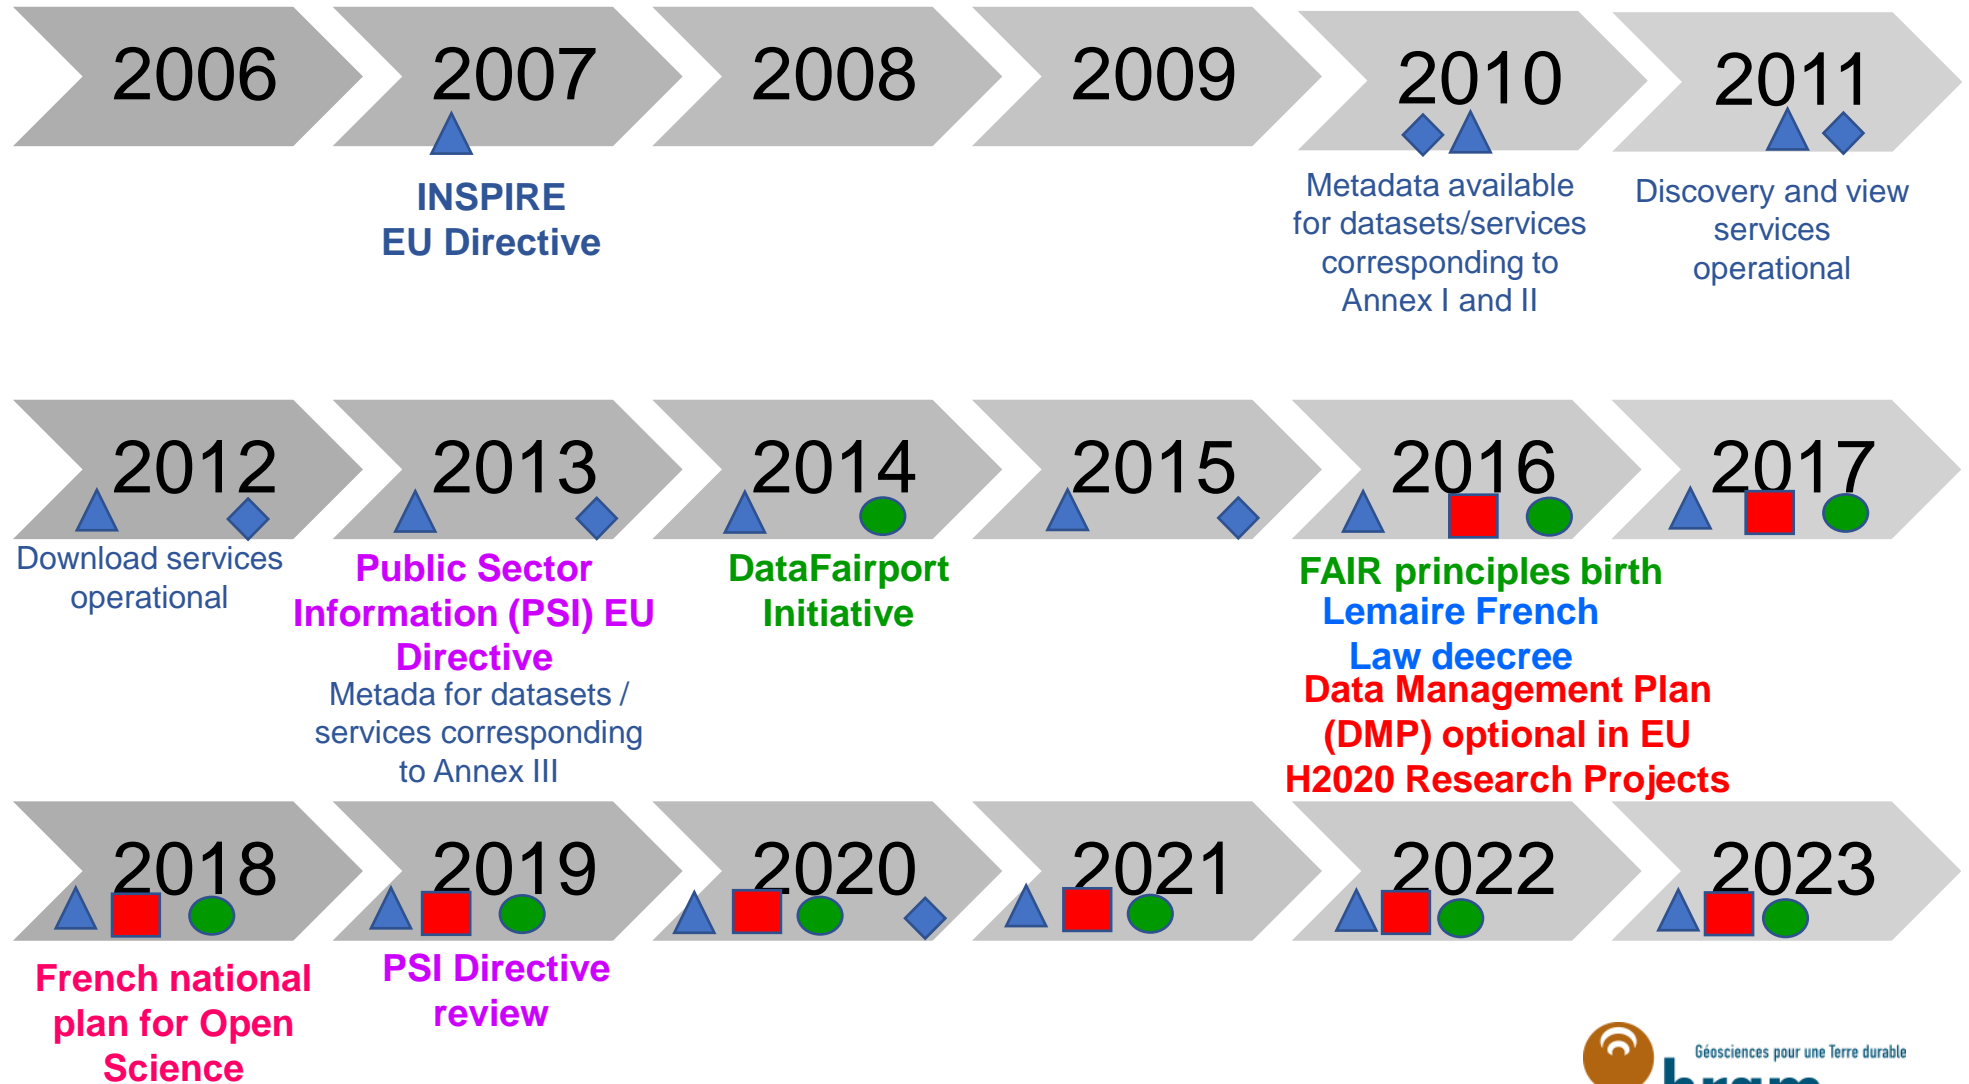 2006 2007 2008 2009 2010 2011
INSPIRE
EU Directive
Metadata available
for datasets/services
corresponding to
Annex I and II
Discovery and view
services
operational
2012 2013 2014 2015 2016 2017
Download services
operational
Public Sector
Information (PSI) EU
Directive
Metada for datasets /
services corresponding
to Annex III
DataFairport
Initiative
FAIR principles birth
Lemaire French
Law deecree
Data Management Plan
(DMP) optional in EU
H2020 Research Projects
2018 2019 2020 2021 2022 2023
French national
plan for Open
Science
PSI Directive
review
Géosciences pour une Terre durable
brgm